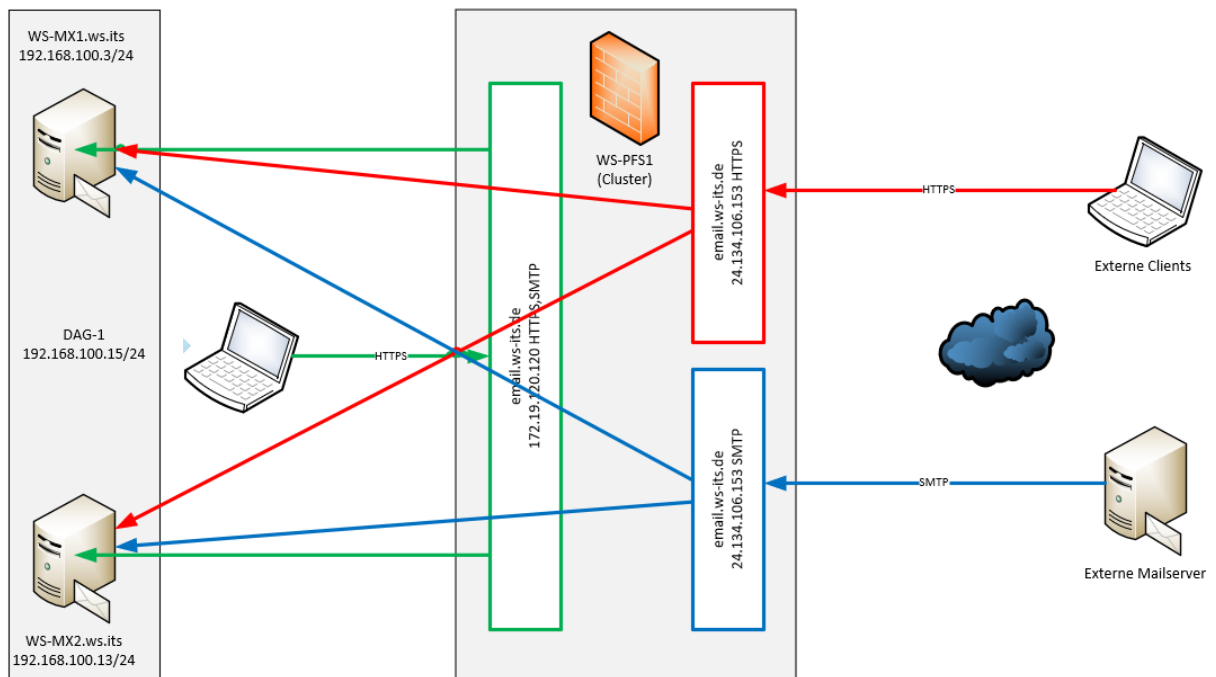 WS-MX1.ws.its
192.168.100.3/24
WS-PFS1
(Cluster)
email.ws-its.de
24.134.106.153 HTTPS
HTTPS
Externe Clients
DAG-1
192.168.100.15/24
HTTPS
email.ws-its.de
172.19.120.120 HTTPS,SMTP
email.ws-its.de
24.134.106.153 SMTP
SMTP
Externe Mailserver
WS-MX2.ws.its
192.168.100.13/24